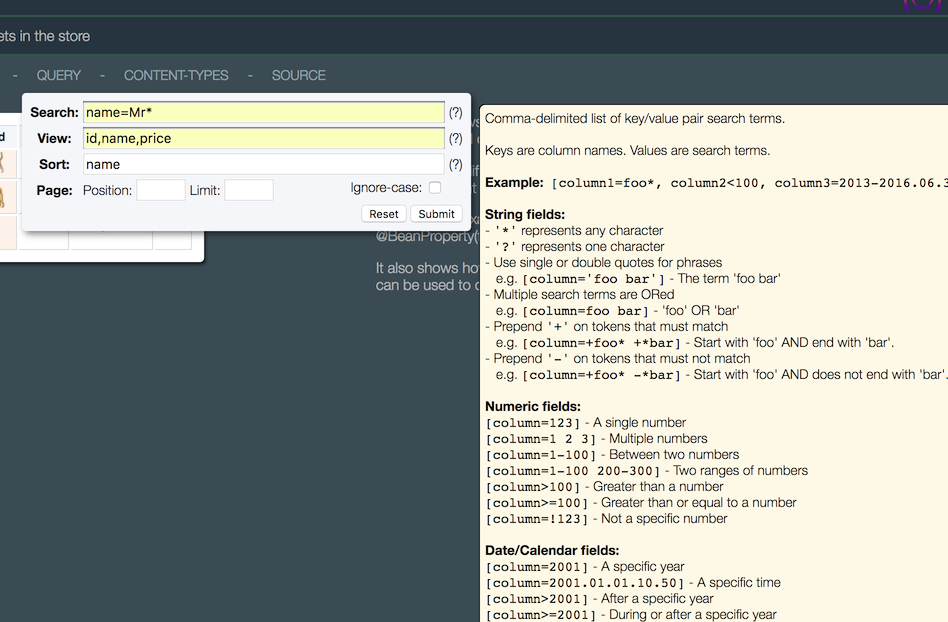 ets in the store
- QUERY - CONTENT-TYPES - SOURCE
Search: name=Mr* (?)
View: id,name,price (?)
Sort: name (?)
Page: Position: Limit: Ignore-case:
Reset Submit
d
@BeanProperty(
It also shows ho
can be used to
Comma-delimited list of key/value pair search terms.
Keys are column names. Values are search terms.
Example: [column1=foo*, column2<100, column3=2013-2016.06.3
String fields:
- '*' represents any character
- '?' represents one character
- Use single or double quotes for phrases
e.g. [column='foo bar'] - The term 'foo bar'
- Multiple search terms are ORed
e.g. [column=foo bar] - 'foo' OR 'bar'
- Prepend '+' on tokens that must match
e.g. [column=+foo* +*bar] - Start with 'foo' AND end with 'bar'.
- Prepend '-' on tokens that must not match
e.g. [column=+foo* -*bar] - Start with 'foo' AND does not end with 'bar'.
Numeric fields:
[column=123] - A single number
[column=1 2 3] - Multiple numbers
[column=1-100] - Between two numbers
[column=1-100 200-300] - Two ranges of numbers
[column>100] - Greater than a number
[column>=100] - Greater than or equal to a number
[column=!123] - Not a specific number
Date/Calendar fields:
[column=2001] - A specific year
[column=2001.01.01.10.50] - A specific time
[column>2001] - After a specific year
[column>=2001] - During or after a specific year